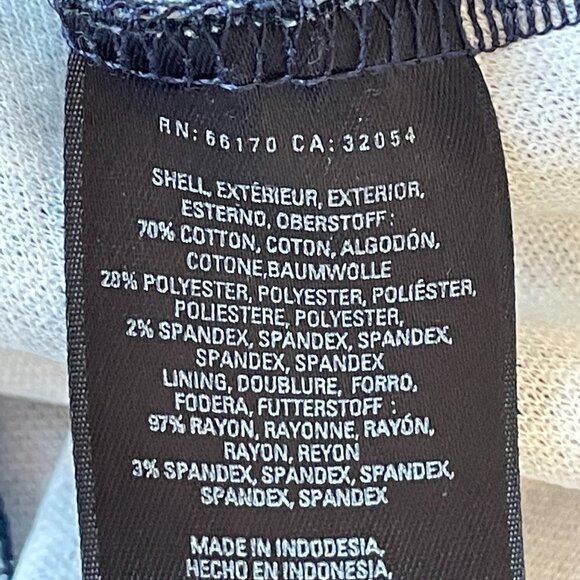 RN: 66170 CA: 32054
SHELL, EXTÉRIEUR, EXTERIOR,
ESTERNO, OBERSTOFF :
70% COTTON, COTON, ALGODÓN,
COTONE,BAUMWOLLE
28% POLYESTER, POLYESTER, POLIÉSTER,
POLIESTERE, POLYESTER,
2% SPANDEX, SPANDEX, SPANDEX,
SPANDEX, SPANDEX
LINING, DOUBLURE, FORRO,
FODERA, FUTTERSTOFF :
97% RAYON, RAYONNE, RAYÓN,
RAYON, REYON
3% SPANDEX, SPANDEX, SPANDEX,
SPANDEX, SPANDEX
MADE IN INDODESIA,
HECHO EN INDONESIA,